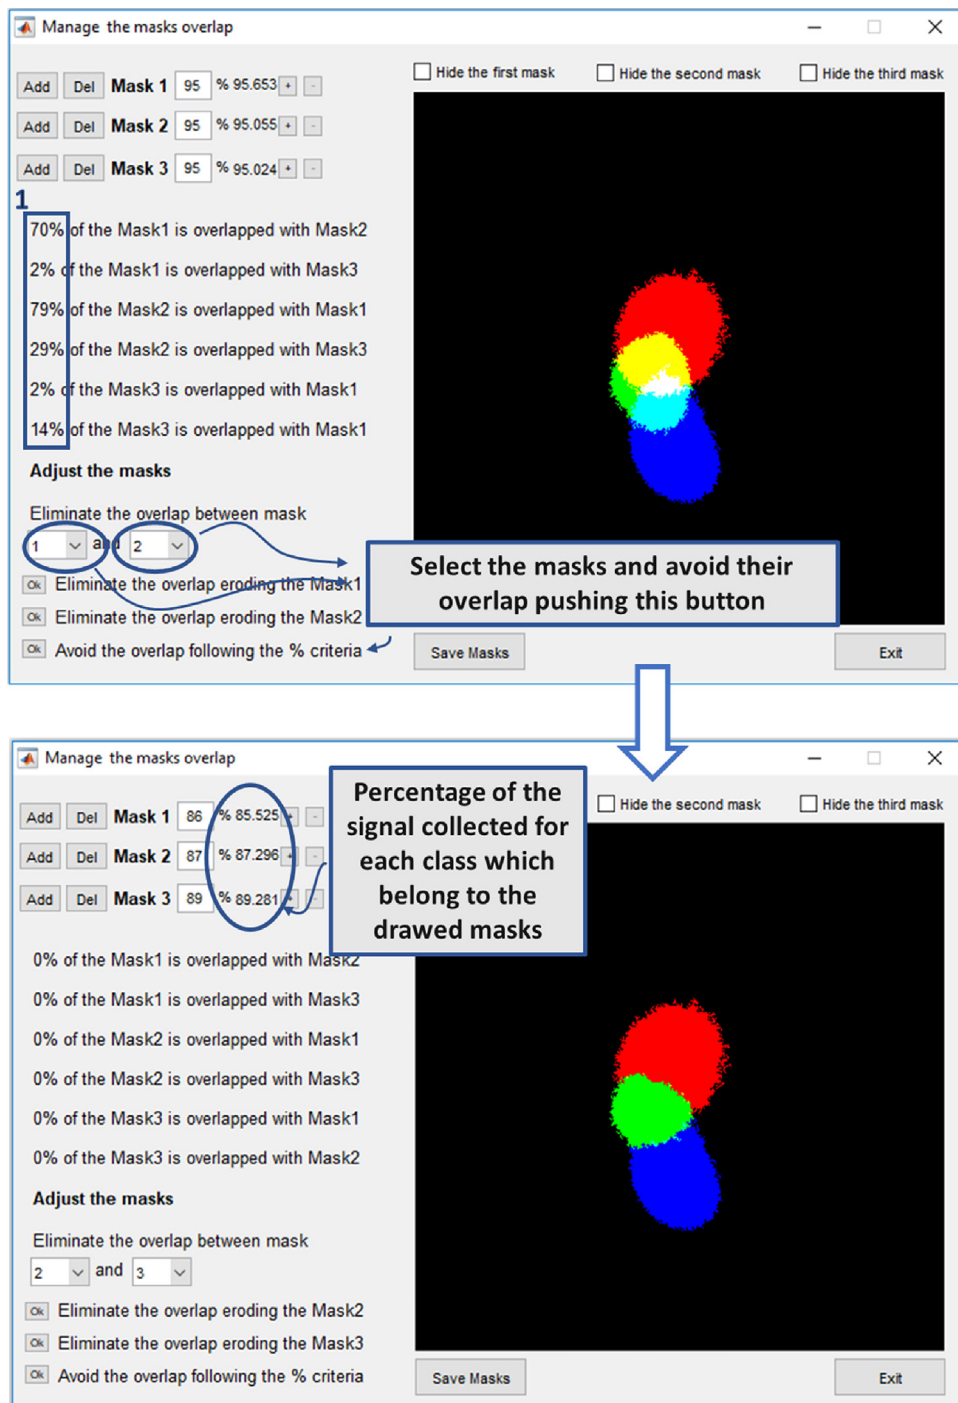 Manage the masks overlap
Add Del Mask 1 95 % 95.653 + -
Add Del Mask 2 95 % 95.055 + -
Add Del Mask 3 95 % 95.024 + -
Hide the first mask Hide the second mask Hide the third mask
1
70% of the Mask1 is overlapped with Mask2
2% of the Mask1 is overlapped with Mask3
79% of the Mask2 is overlapped with Mask1
29% of the Mask2 is overlapped with Mask3
2% of the Mask3 is overlapped with Mask1
14% of the Mask3 is overlapped with Mask1
Adjust the masks
Eliminate the overlap between mask
1 and 2
Ok Eliminate the overlap eroding the Mask1
Ok Eliminate the overlap eroding the Mask2
Ok Avoid the overlap following the % criteria
Select the masks and avoid their
overlap pushing this button
Save Masks Exit
Manage the masks overlap
Add Del Mask 1 86 % 85.525 + -
Add Del Mask 2 87 % 87.296 + -
Add Del Mask 3 89 % 89.281 + -
Percentage of the
signal collected for
each class which
belong to the
drawed masks
Hide the second mask Hide the third mask
0% of the Mask1 is overlapped with Mask2
0% of the Mask1 is overlapped with Mask3
0% of the Mask2 is overlapped with Mask1
0% of the Mask2 is overlapped with Mask3
0% of the Mask3 is overlapped with Mask1
0% of the Mask3 is overlapped with Mask2
Adjust the masks
Eliminate the overlap between mask
2 and 3
Ok Eliminate the overlap eroding the Mask2
Ok Eliminate the overlap eroding the Mask3
Ok Avoid the overlap following the % criteria
Save Masks Exit